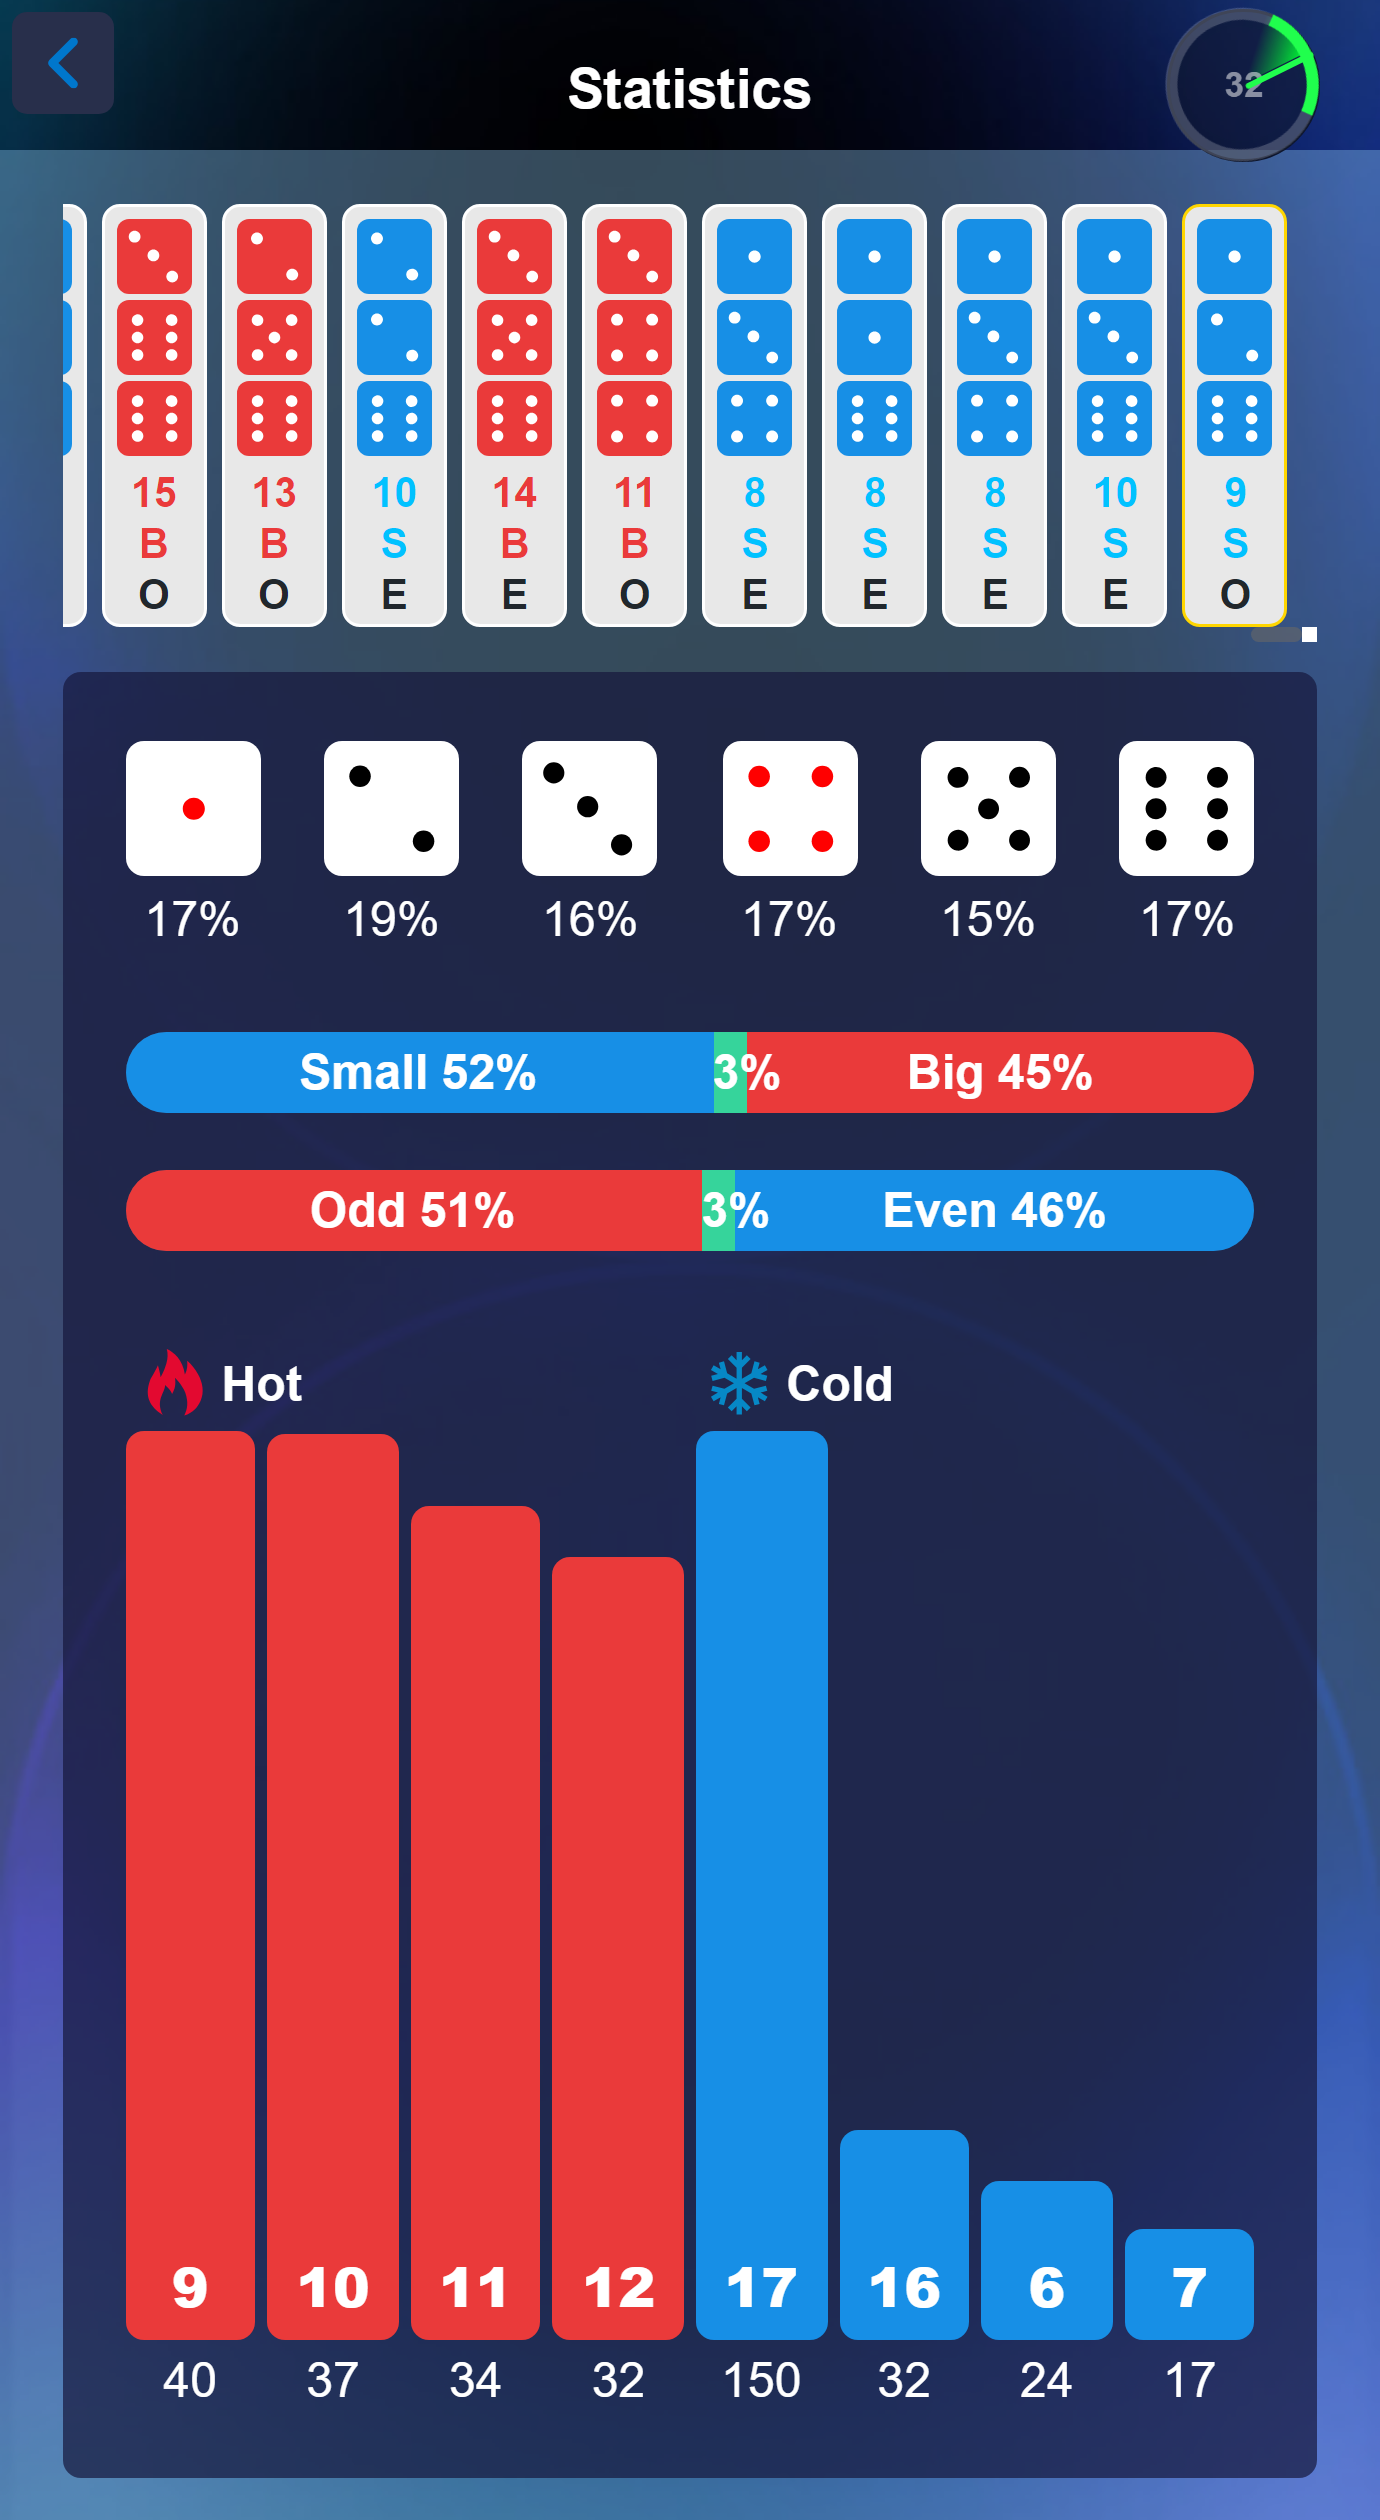 Statistics
32
15 13 10 14 11 8 8 8 10 9
B B S B B S S S S S
O O E E O E E E E O
17% 19% 16% 17% 15% 17%
Small 52% 3% Big 45%
Odd 51% 3% Even 46%
Hot Cold
9 10 11 12 17 16 6 7
40 37 34 32 150 32 24 17